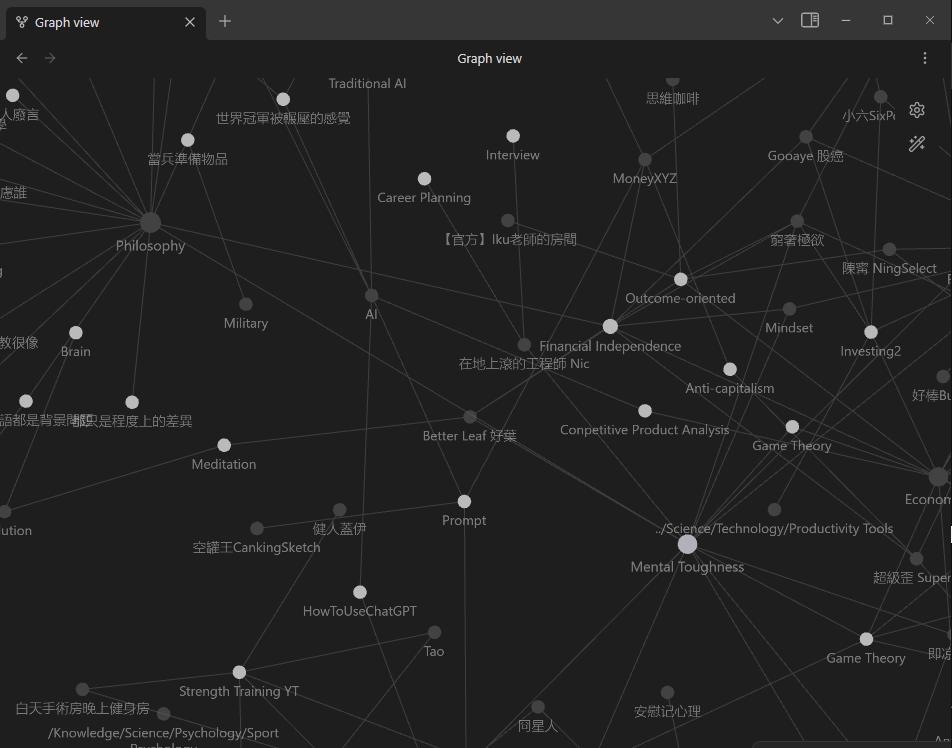 Graph view
Graph view
Traditional AI
思維咖啡
人廢言
世界冠軍被輾壓的感覺
小六SixPe
當兵準備物品
Interview
Gooaye 股癌
MoneyXYZ
慮誰
Career Planning
Philosophy
【官方】Iku老師的房間
窮奢極欲
陳寗 NingSelect
Outcome-oriented
Military
AI
Mindset
教很像
Brain
Financial Independence
Investing2
在地上滾的工程師 Nic
Anti-capitalism
好棒Bu
語都是背景
都只是程度上的差異
Better Leaf 好葉
Conpetitive Product Analysis
Game Theory
Meditation
Econom
Prompt
lution
健人蓋伊
../Science/Technology/Productivity Tools
空罐王CankingSketch
Mental Toughness
超級歪 Super
HowToUseChatGPT
Tao
Game Theory
即凉
Strength Training YT
白天手術房晚上健身房
安慰记心理
冏星人
/Knowledge/Science/Psychology/Sport
Psychology